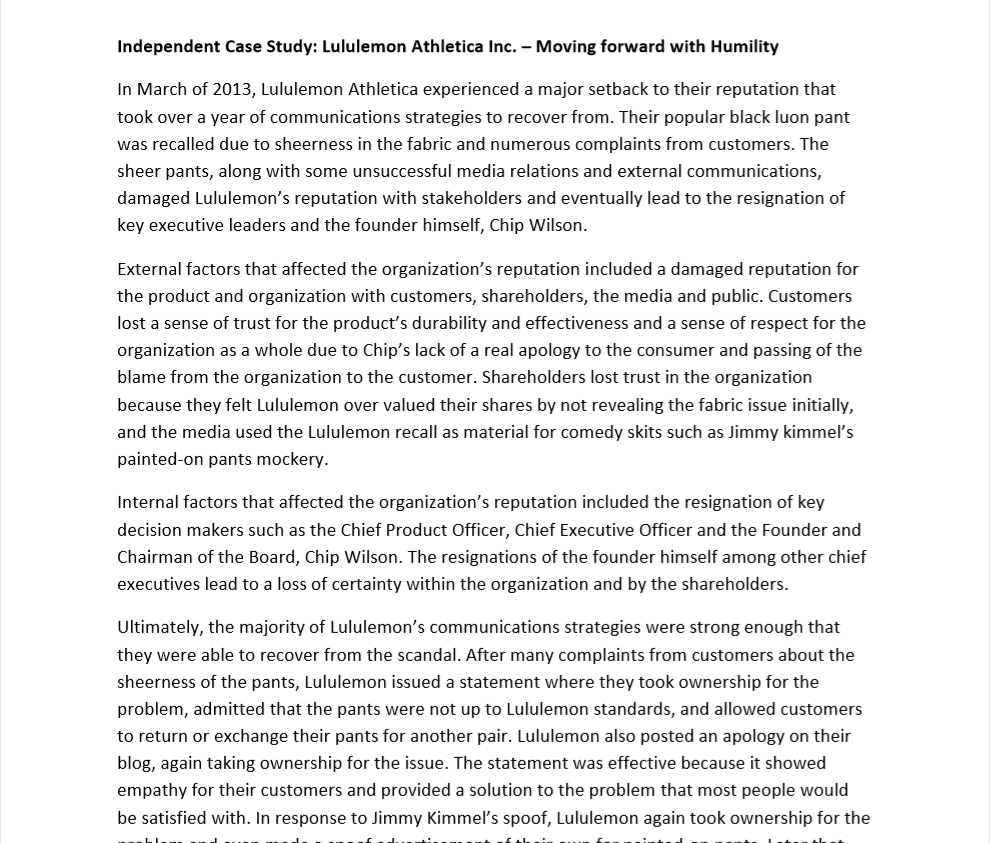 Independent Case Study: Lululemon Athletica Inc. – Moving forward with Humility
In March of 2013, Lululemon Athletica experienced a major setback to their reputation that
took over a year of communications strategies to recover from. Their popular black luon pant
was recalled due to sheerness in the fabric and numerous complaints from customers. The
sheer pants, along with some unsuccessful media relations and external communications,
damaged Lululemon’s reputation with stakeholders and eventually lead to the resignation of
key executive leaders and the founder himself, Chip Wilson.
External factors that affected the organization’s reputation included a damaged reputation for
the product and organization with customers, shareholders, the media and public. Customers
lost a sense of trust for the product’s durability and effectiveness and a sense of respect for the
organization as a whole due to Chip’s lack of a real apology to the consumer and passing of the
blame from the organization to the customer. Shareholders lost trust in the organization
because they felt Lululemon over valued their shares by not revealing the fabric issue initially,
and the media used the Lululemon recall as material for comedy skits such as Jimmy kimmel’s
painted-on pants mockery.
Internal factors that affected the organization’s reputation included the resignation of key
decision makers such as the Chief Product Officer, Chief Executive Officer and the Founder and
Chairman of the Board, Chip Wilson. The resignations of the founder himself among other chief
executives lead to a loss of certainty within the organization and by the shareholders.
Ultimately, the majority of Lululemon’s communications strategies were strong enough that
they were able to recover from the scandal. After many complaints from customers about the
sheerness of the pants, Lululemon issued a statement where they took ownership for the
problem, admitted that the pants were not up to Lululemon standards, and allowed customers
to return or exchange their pants for another pair. Lululemon also posted an apology on their
blog, again taking ownership for the issue. The statement was effective because it showed
empathy for their customers and provided a solution to the problem that most people would
be satisfied with. In response to Jimmy Kimmel’s spoof, Lululemon again took ownership for the